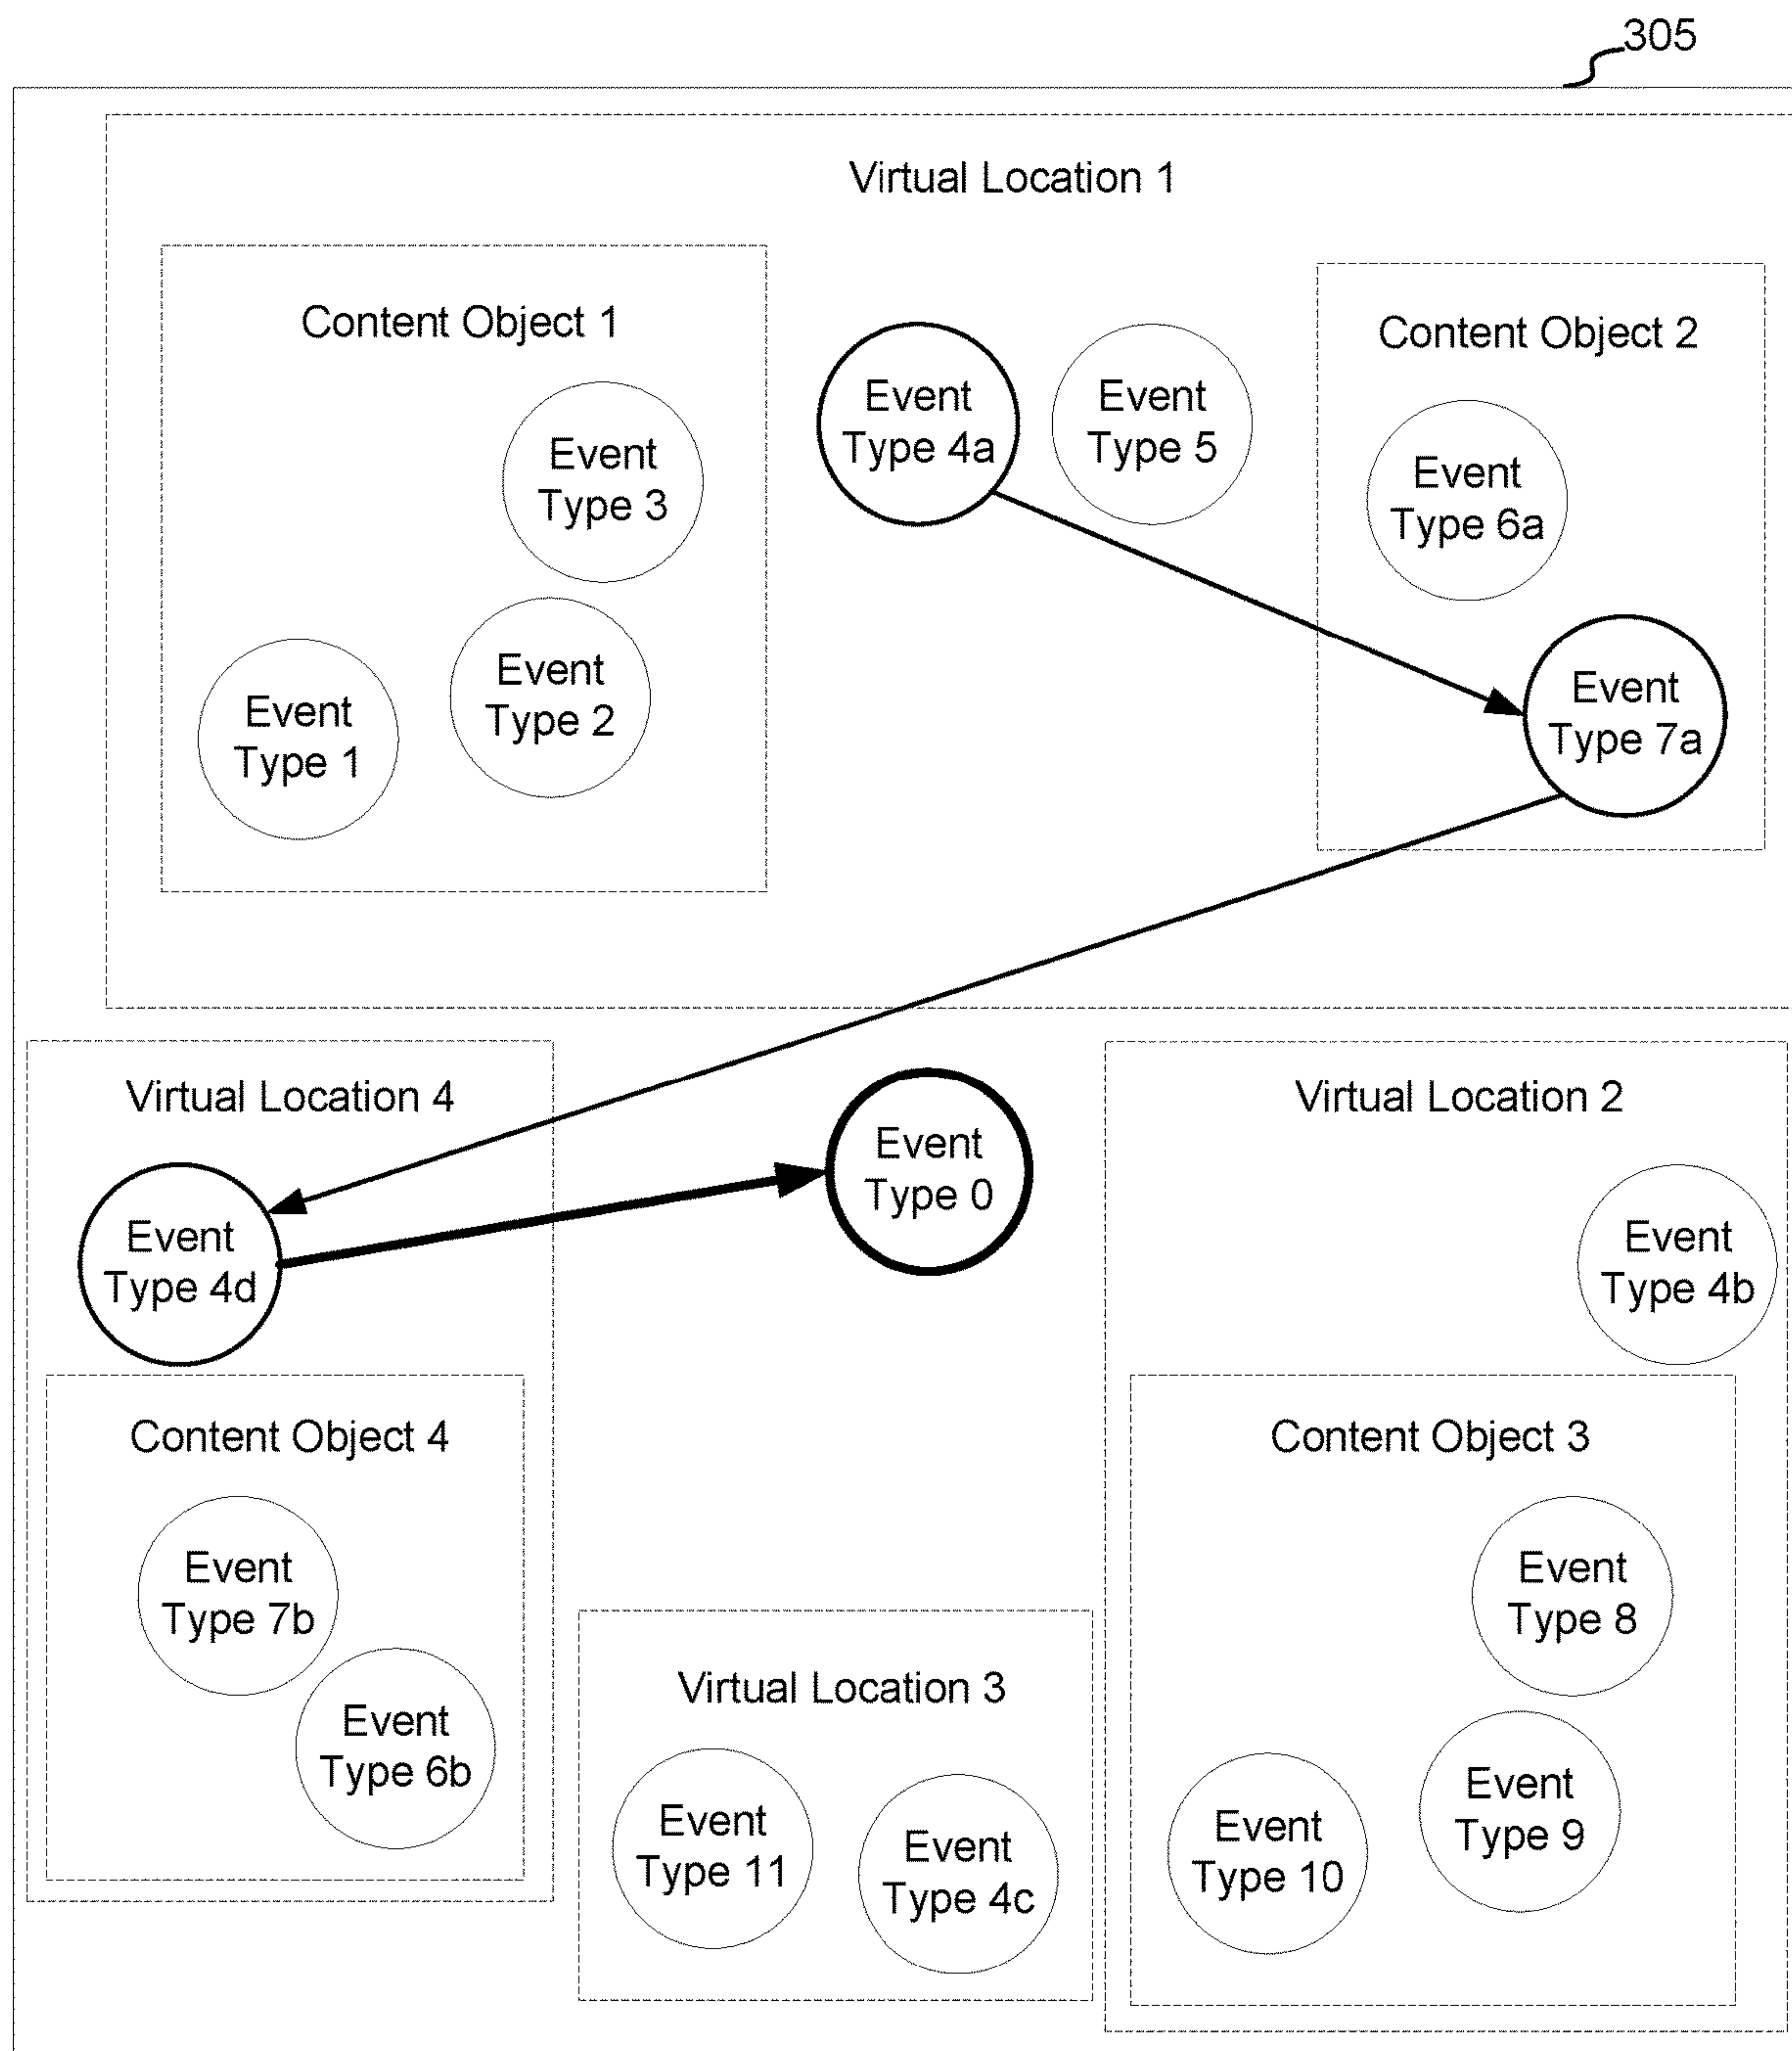 305
Virtual Location 1
Content Object 1
Event
Type 3
Event
Type 2
Event
Type 1
Event
Type 4a
Event
Type 5
Content Object 2
Event
Type 6a
Event
Type 7a
Virtual Location 4
Event
Type 4d
Content Object 4
Event
Type 7b
Event
Type 6b
Event
Type 0
Virtual Location 3
Event
Type 11
Event
Type 4c
Virtual Location 2
Event
Type 4b
Content Object 3
Event
Type 8
Event
Type 9
Event
Type 10